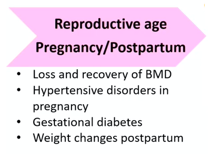 Reproductive age
Pregnancy/Postpartum
• Loss and recovery of BMD
• Hypertensive disorders in
pregnancy
• Gestational diabetes
• Weight changes postpartum